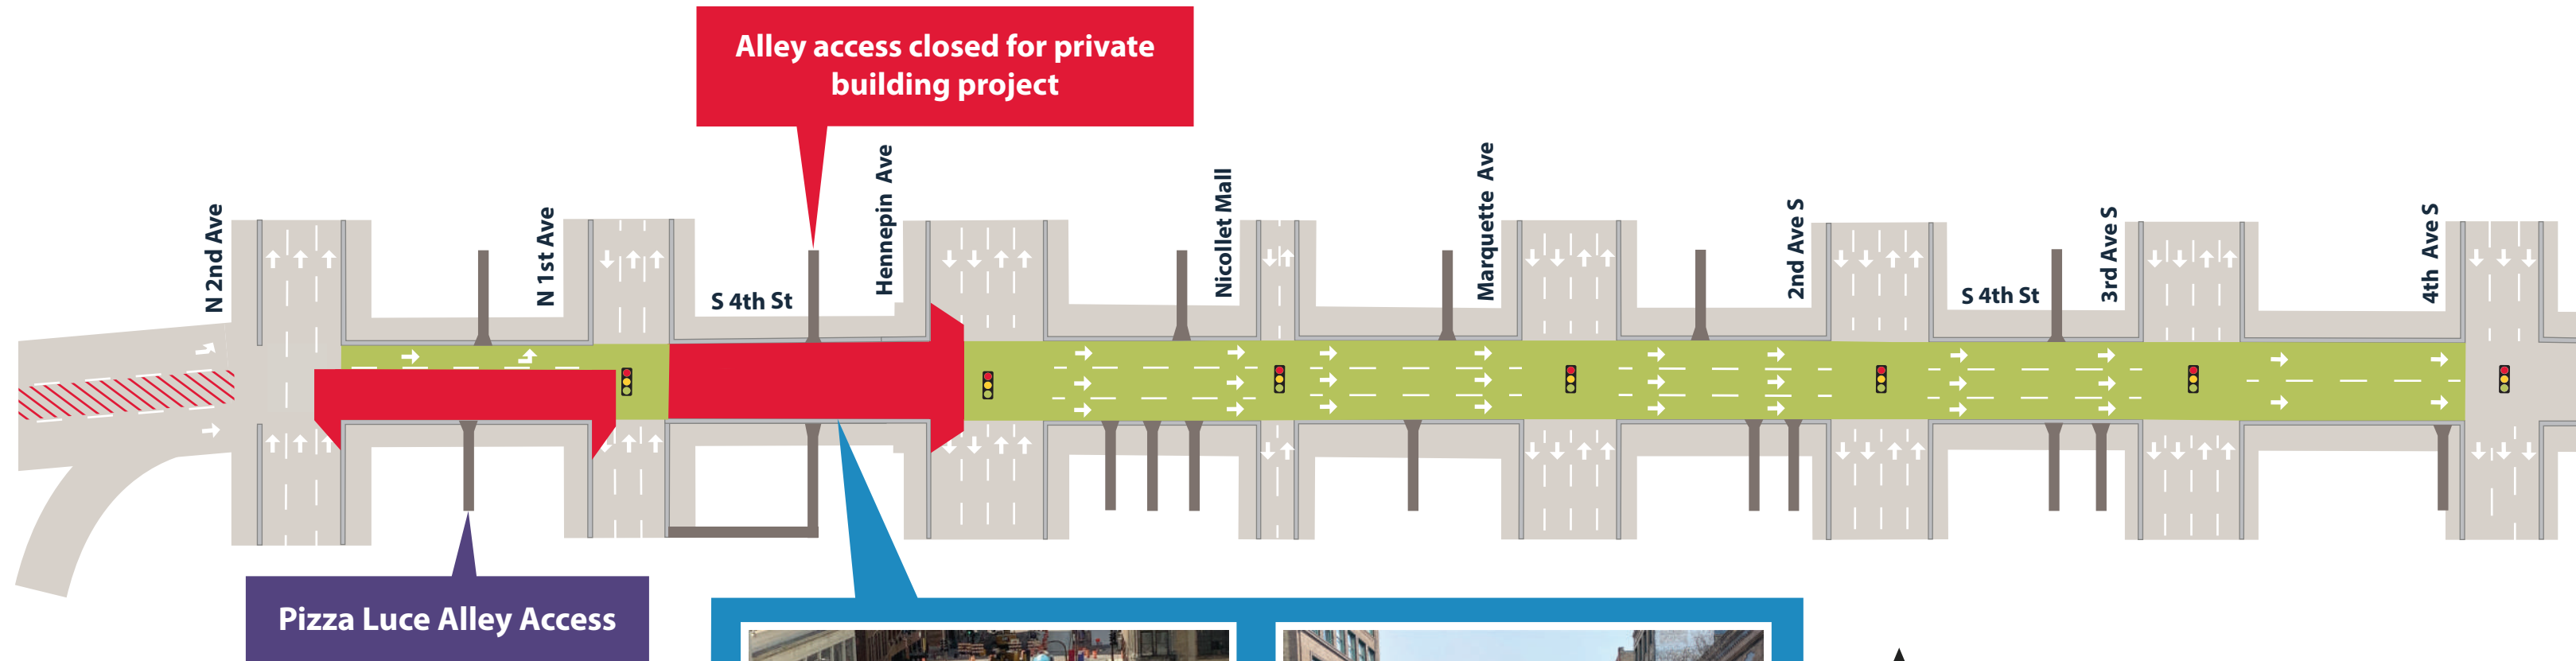 Alley access closed for private
building project
N 2nd Ave
N 1st Ave
S 4th St
Hennepin Ave
Nicollet Mall
Marquette Ave
2nd Ave S
S 4th St
3rd Ave S
4th Ave S
Pizza Luce Alley Access